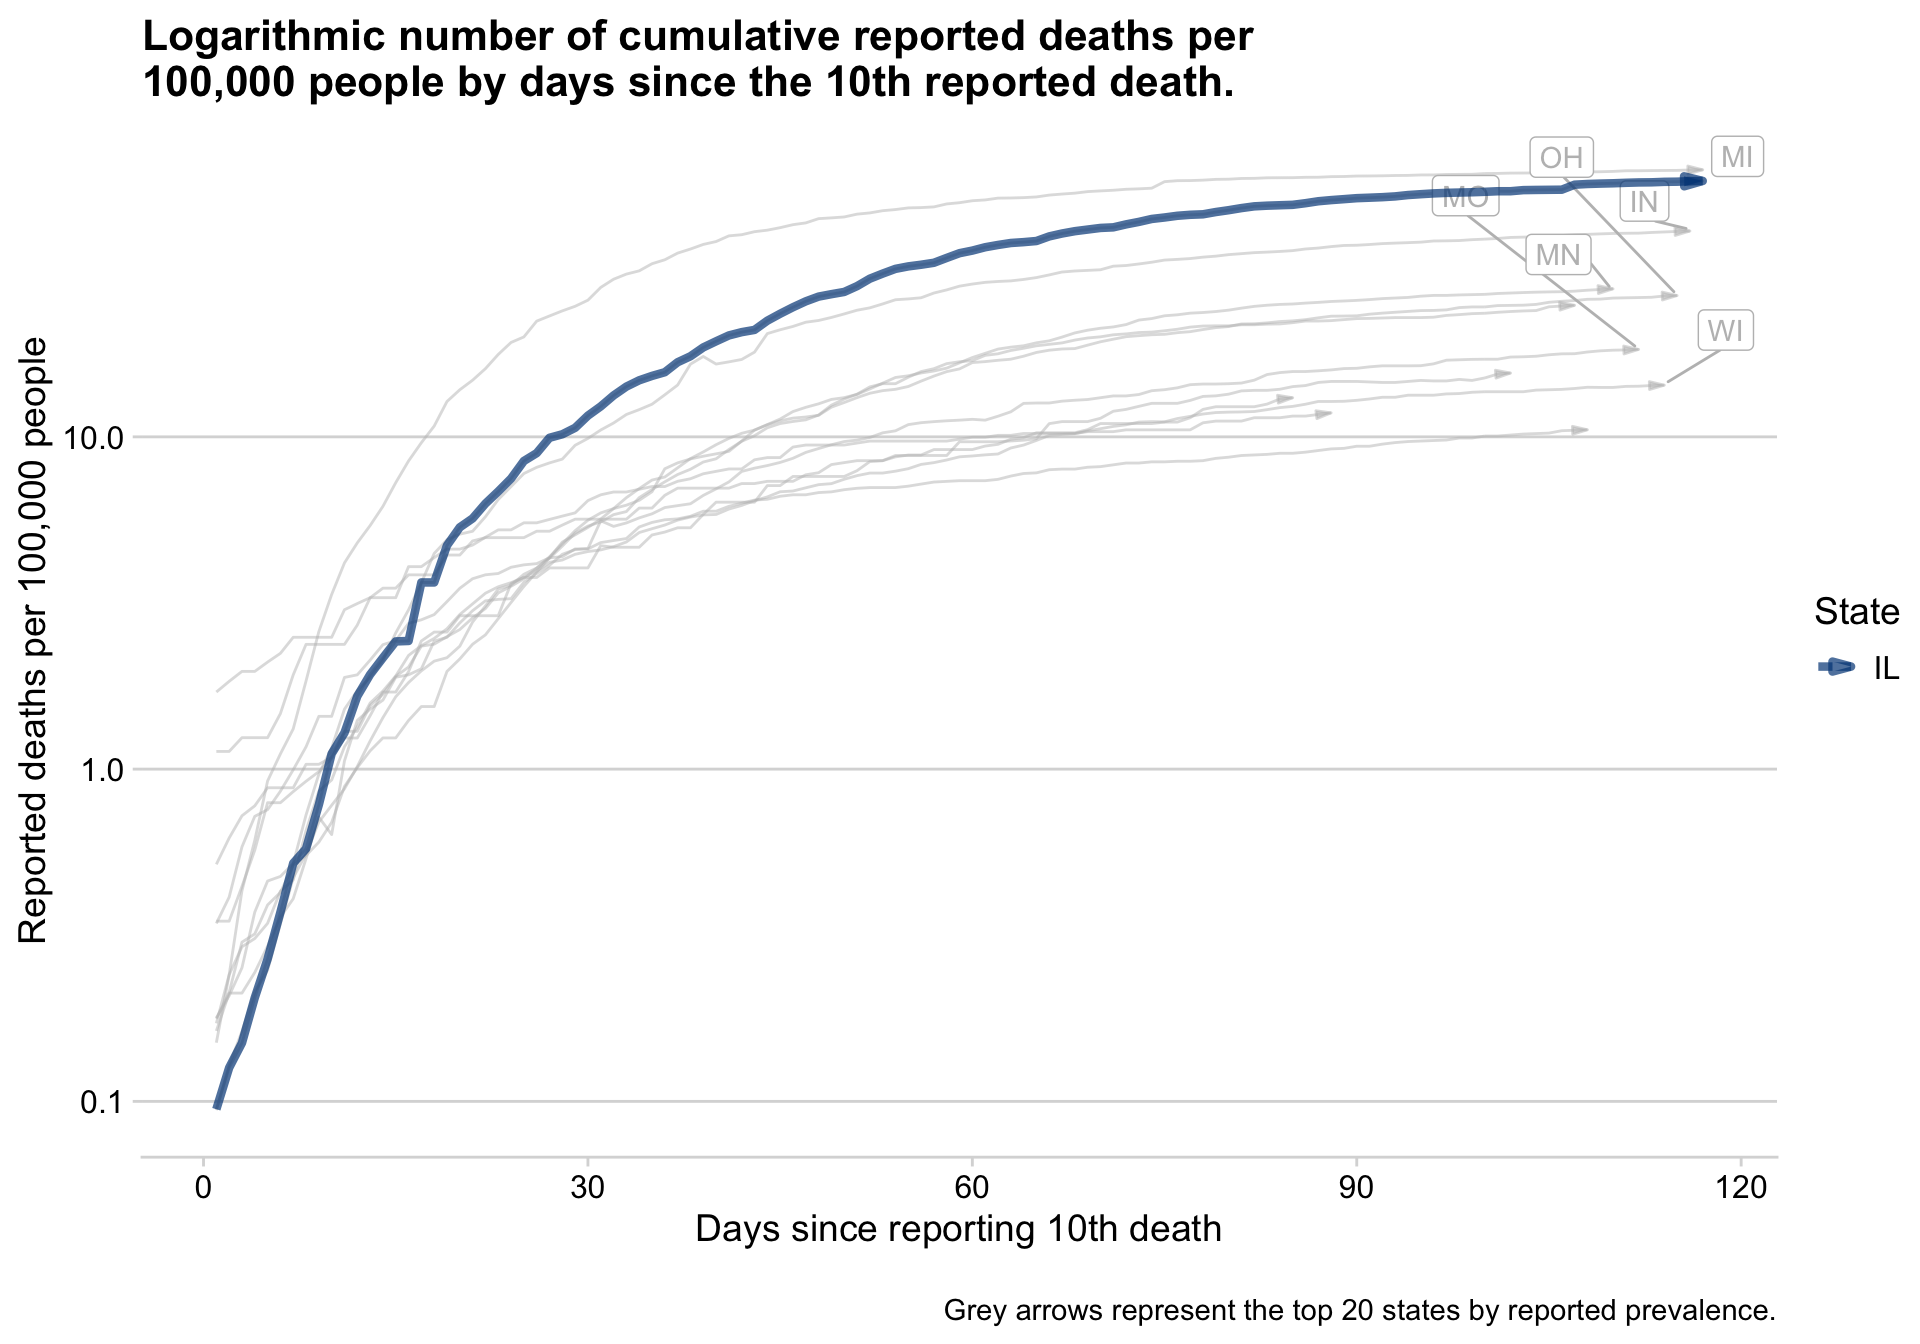 Logarithmic number of cumulative reported deaths per
100,000 people by days since the 10th reported death.
Reported deaths per 100,000 people
10.0
1.0
0.1
OH
MI
MO
IN
MN
WI
State
IL
0
30
60
90
120
Days since reporting 10th death
Grey arrows represent the top 20 states by reported prevalence.